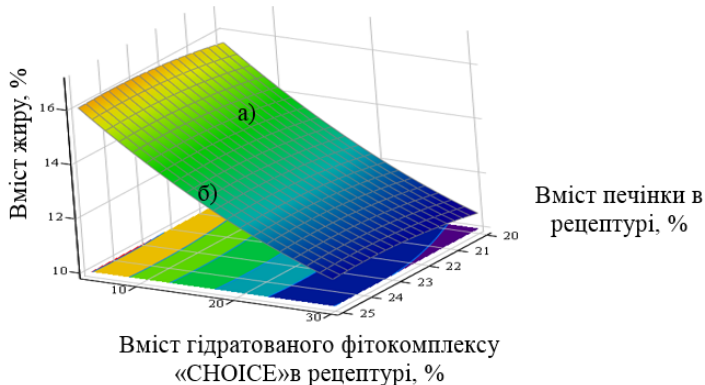 Вміст жиру, %
16
14
12
10
а)
б)
10
20
30
25
24
23
22
21
20
Вміст печінки в
рецептурі, %
Вміст гідратованого фітокомплексу
«CHOICE»в рецептурі, %